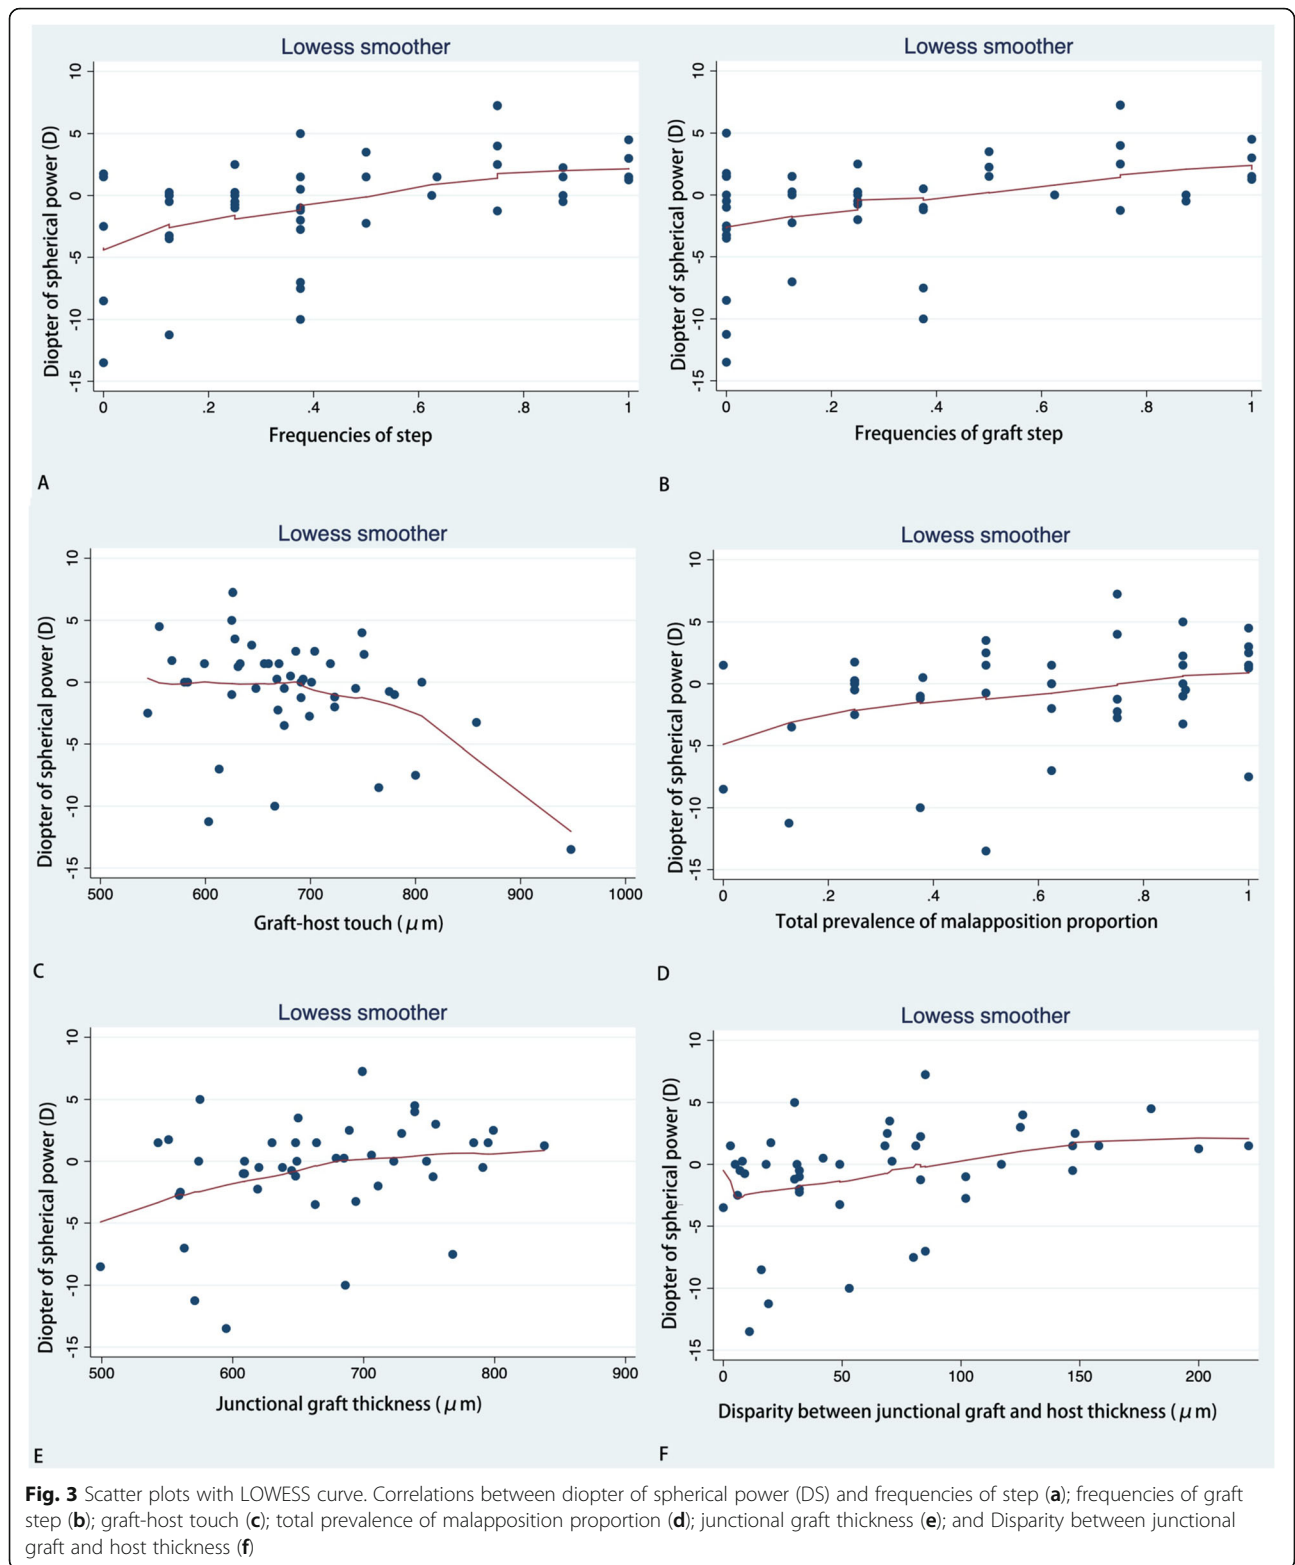 Lowess smoother
Lowess smoother
Diopter of spherical power (D)
10
5
0
-5
-10
-15
0 .2 .4 .6 .8 1
Frequencies of step
A
Diopter of spherical power (D)
10
5
0
-5
-10
-15
0 .2 .4 .6 .8 1
Frequencies of graft step
B
Lowess smoother
Lowess smoother
Diopter of spherical power (D)
10
5
0
-5
-10
-15
500 600 700 800 900 1000
Graft-host touch (μm)
C
Diopter of spherical power (D)
10
5
0
-5
-10
-15
0 .2 .4 .6 .8 1
Total prevalence of malapposition proportion
D
Lowess smoother
Lowess smoother
Diopter of spherical power (D)
10
5
0
-5
-10
-15
500 600 700 800 900
Junctional graft thickness (μm)
E
Diopter of spherical power (D)
10
5
0
-5
-10
-15
0 50 100 150 200
Disparity between junctional graft and host thickness (μm)
F
Fig. 3 Scatter plots with LOWESS curve. Correlations between diopter of spherical power (DS) and frequencies of step (a); frequencies of graft
step (b); graft-host touch (c); total prevalence of malapposition proportion (d); junctional graft thickness (e); and Disparity between junctional
graft and host thickness (f)